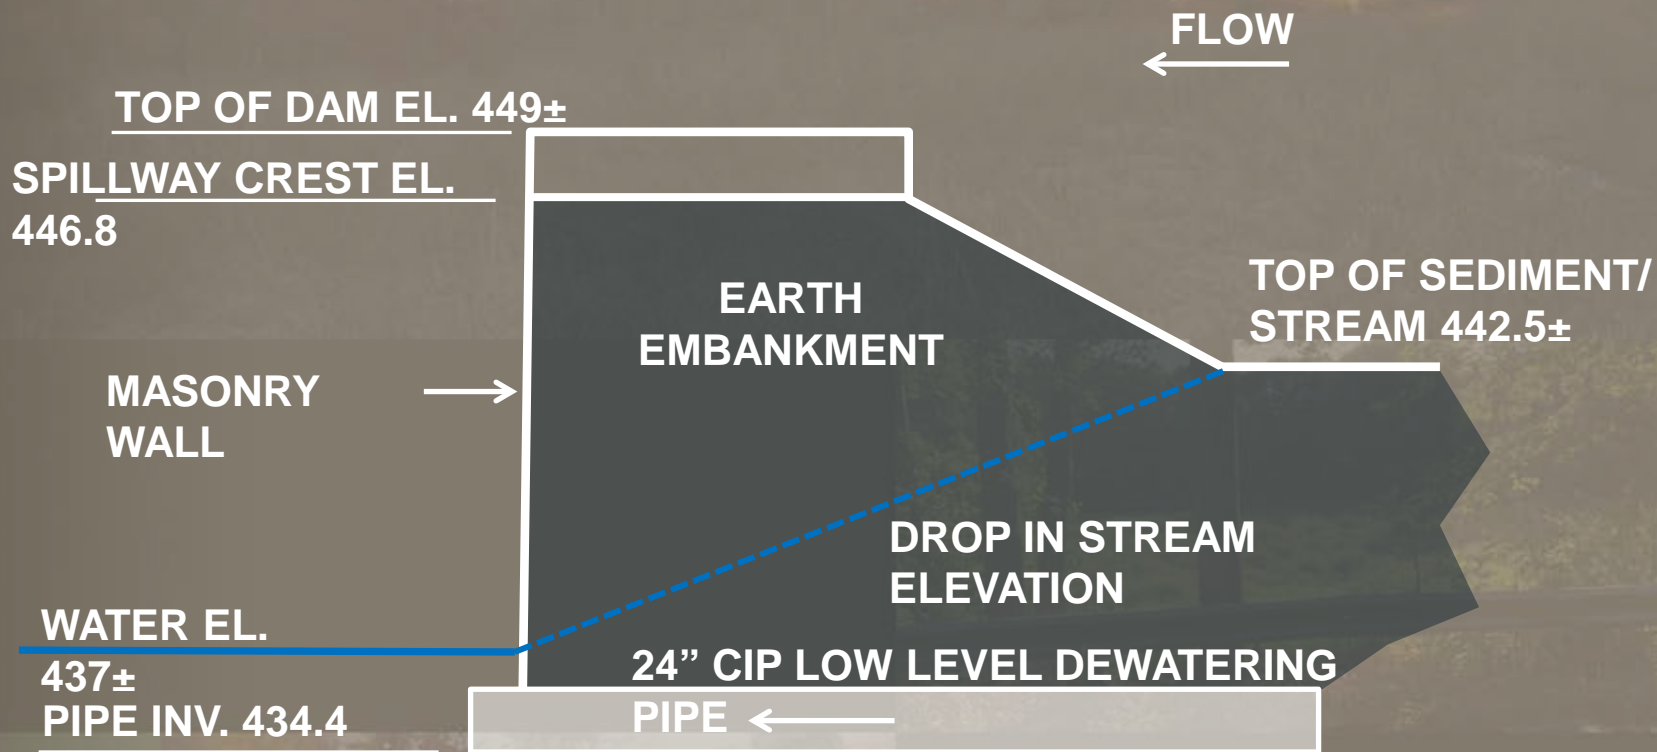 FLOW
TOP OF DAM EL. 449±
SPILLWAY CREST EL.
446.8
EARTH
EMBANKMENT
TOP OF SEDIMENT/
STREAM 442.5±
MASONRY
WALL
DROP IN STREAM
ELEVATION
WATER EL.
437±
PIPE INV. 434.4
24” CIP LOW LEVEL DEWATERING
PIPE